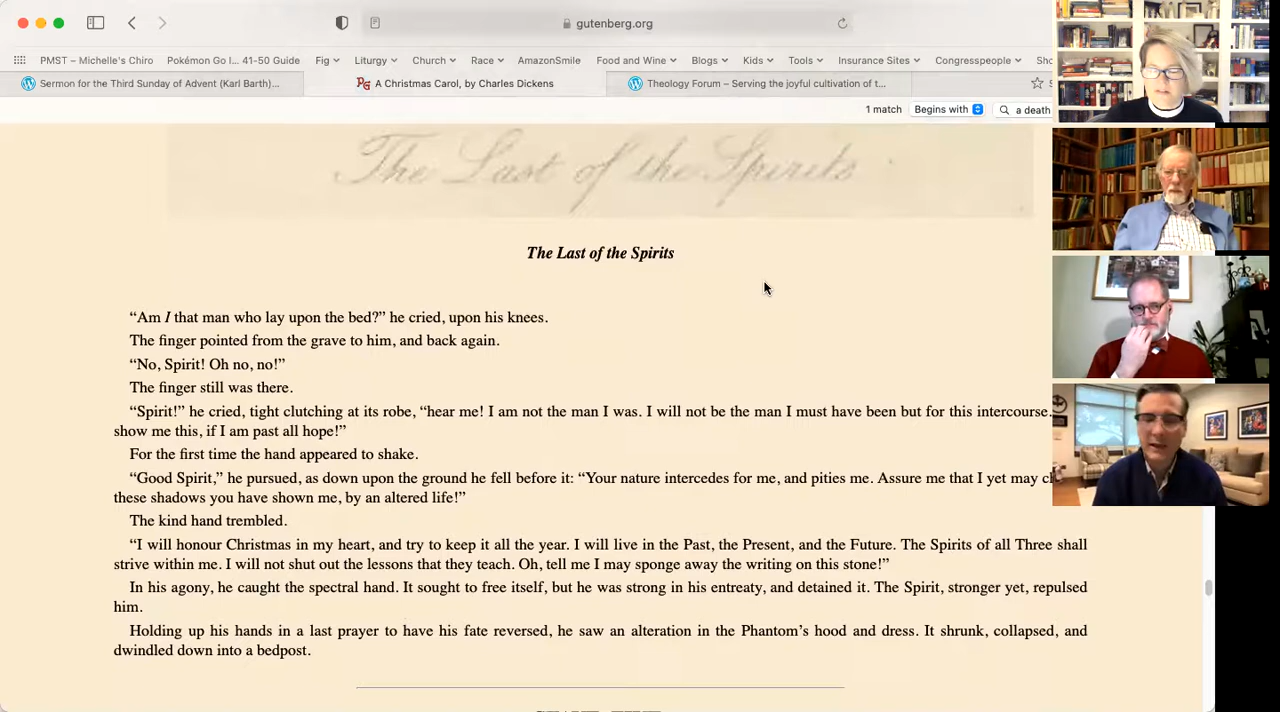 gutenberg.org
PMST – Michelle's Chiro Pokémon Go I... 41-50 Guide Fig Liturgy Church Race AmazonSmile Food and Wine Blogs Kids Tools Insurance Sites Congresspeople Sho
Sermon for the Third Sunday of Advent (Karl Barth)... A Christmas Carol, by Charles Dickens Theology Forum – Serving the joyful cultivation of t...
1 match Begins with a death
The Last of the Spirits
The Last of the Spirits
“Am I that man who lay upon the bed?” he cried, upon his knees.
The finger pointed from the grave to him, and back again.
“No, Spirit! Oh no, no!”
The finger still was there.
“Spirit!” he cried, tight clutching at its robe, “hear me! I am not the man I was. I will not be the man I must have been but for this intercourse.
show me this, if I am past all hope!”
For the first time the hand appeared to shake.
“Good Spirit,” he pursued, as down upon the ground he fell before it: “Your nature intercedes for me, and pities me. Assure me that I yet may ch
these shadows you have shown me, by an altered life!”
The kind hand trembled.
“I will honour Christmas in my heart, and try to keep it all the year. I will live in the Past, the Present, and the Future. The Spirits of all Three shall
strive within me. I will not shut out the lessons that they teach. Oh, tell me I may sponge away the writing on this stone!”
In his agony, he caught the spectral hand. It sought to free itself, but he was strong in his entreaty, and detained it. The Spirit, stronger yet, repulsed
him.
Holding up his hands in a last prayer to have his fate reversed, he saw an alteration in the Phantom’s hood and dress. It shrunk, collapsed, and
dwindled down into a bedpost.